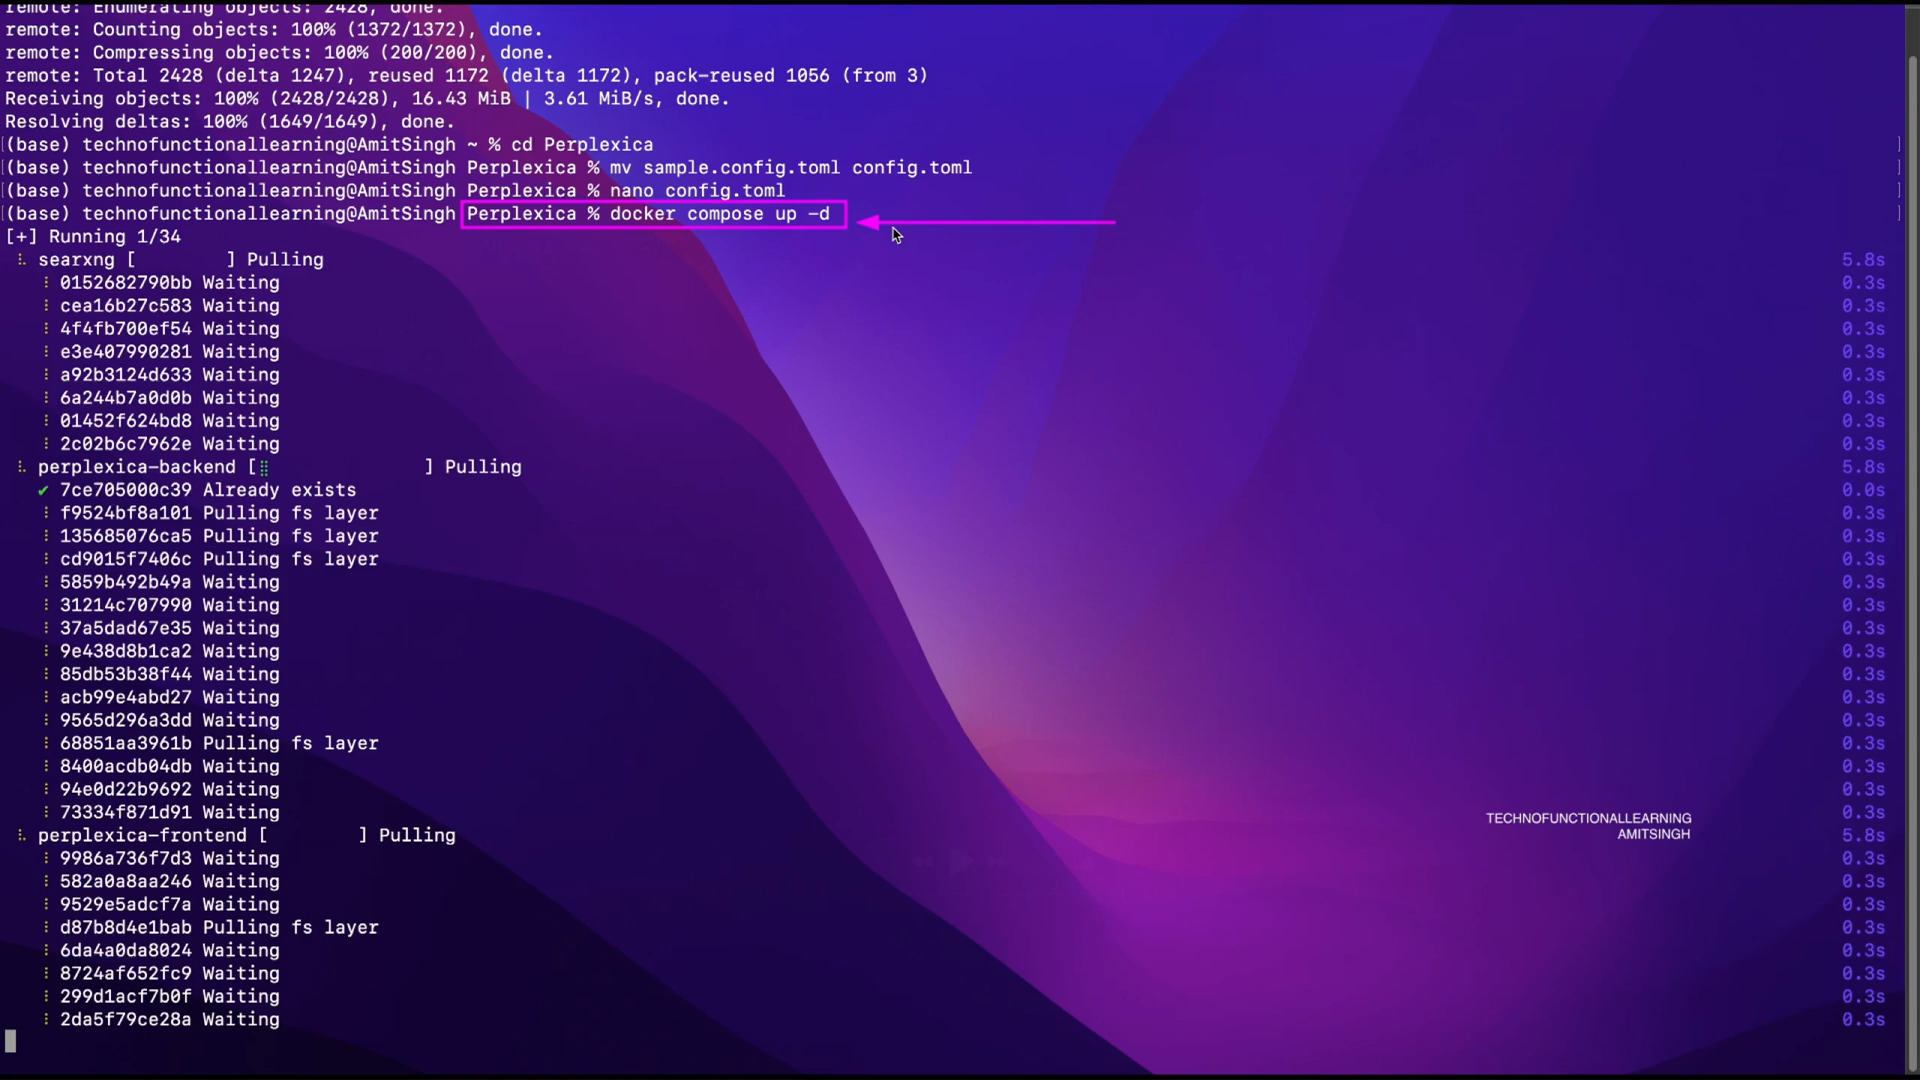 remote: Enumerating objects: 2428, done.
remote: Counting objects: 100% (1372/1372), done.
remote: Compressing objects: 100% (200/200), done.
remote: Total 2428 (delta 1247), reused 1172 (delta 1172), pack-reused 1056 (from 3)
Receiving objects: 100% (2428/2428), 16.43 MiB | 3.61 MiB/s, done.
Resolving deltas: 100% (1649/1649), done.
[(base) technofunctionallearning@AmitSingh ~ % cd Perplexica ]
[(base) technofunctionallearning@AmitSingh Perplexica % mv sample.config.toml config.toml ]
[(base) technofunctionallearning@AmitSingh Perplexica % nano config.toml ]
[(base) technofunctionallearning@AmitSingh Perplexica % docker compose up -d ]
[+] Running 1/34
searxng [ ] Pulling 5.8s
0152682790bb Waiting 0.3s
cea16b27c583 Waiting 0.3s
4f4fb700ef54 Waiting 0.3s
e3e407990281 Waiting 0.3s
a92b3124d633 Waiting 0.3s
6a244b7a0d0b Waiting 0.3s
01452f624bd8 Waiting 0.3s
2c02b6c7962e Waiting 0.3s
perplexica-backend [⣿ ] Pulling 5.8s
✔ 7ce705000c39 Already exists 0.0s
f9524bf8a101 Pulling fs layer 0.3s
135685076ca5 Pulling fs layer 0.3s
cd9015f7406c Pulling fs layer 0.3s
5859b492b49a Waiting 0.3s
31214c707990 Waiting 0.3s
37a5dad67e35 Waiting 0.3s
9e438d8b1ca2 Waiting 0.3s
85db53b38f44 Waiting 0.3s
acb99e4abd27 Waiting 0.3s
9565d296a3dd Waiting 0.3s
68851aa3961b Pulling fs layer 0.3s
8400acdb04db Waiting 0.3s
94e0d22b9692 Waiting 0.3s
73334f871d91 Waiting 0.3s
perplexica-frontend [ ] Pulling 5.8s
9986a736f7d3 Waiting 0.3s
582a0a8aa246 Waiting 0.3s
9529e5adcf7a Waiting 0.3s
d87b8d4e1bab Pulling fs layer 0.3s
6da4a0da8024 Waiting 0.3s
8724af652fc9 Waiting 0.3s
299d1acf7b0f Waiting 0.3s
2da5f79ce28a Waiting 0.3s
TECHNOFUNCTIONALLEARNING
AMITSINGH